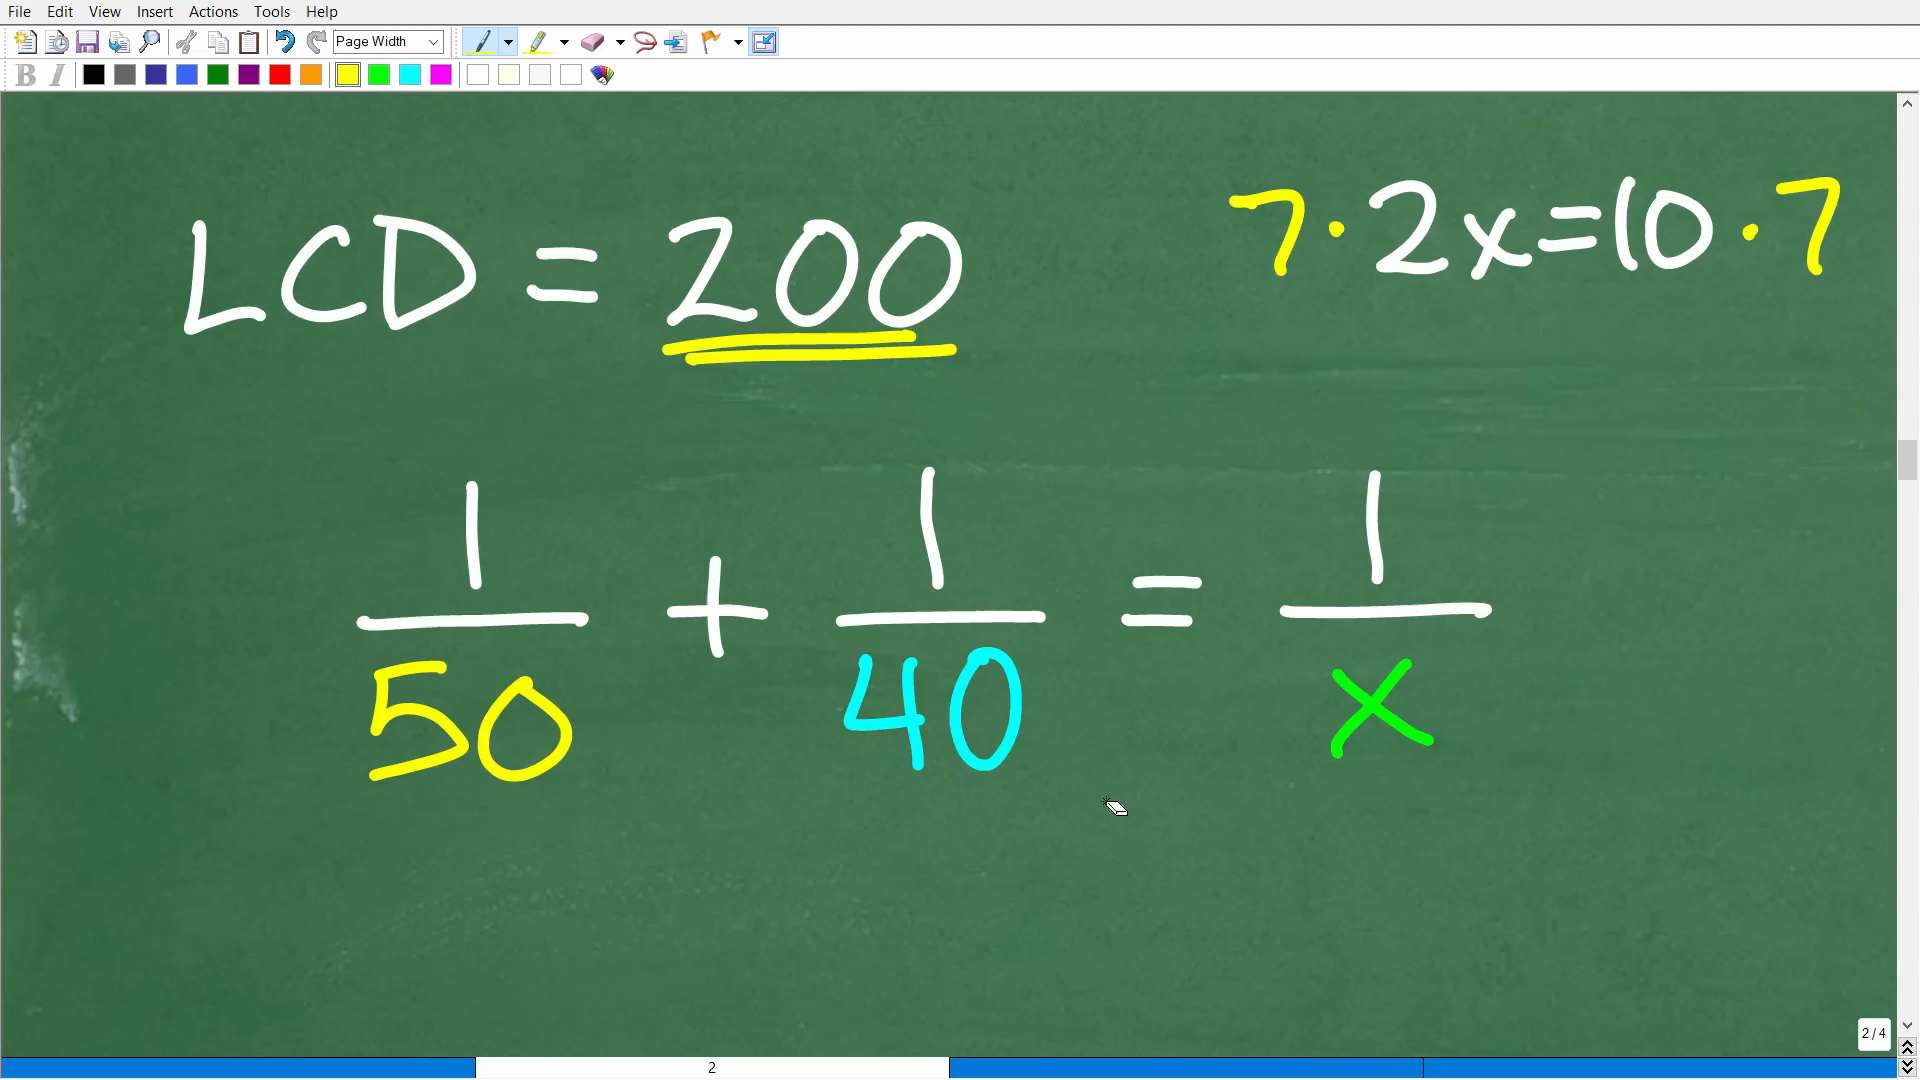 File Edit View Insert Actions Tools Help
Page Width
B I
LCD = 200
7 · 2x = 10 · 7
1/50 + 1/40 = 1/x
2 / 4
2